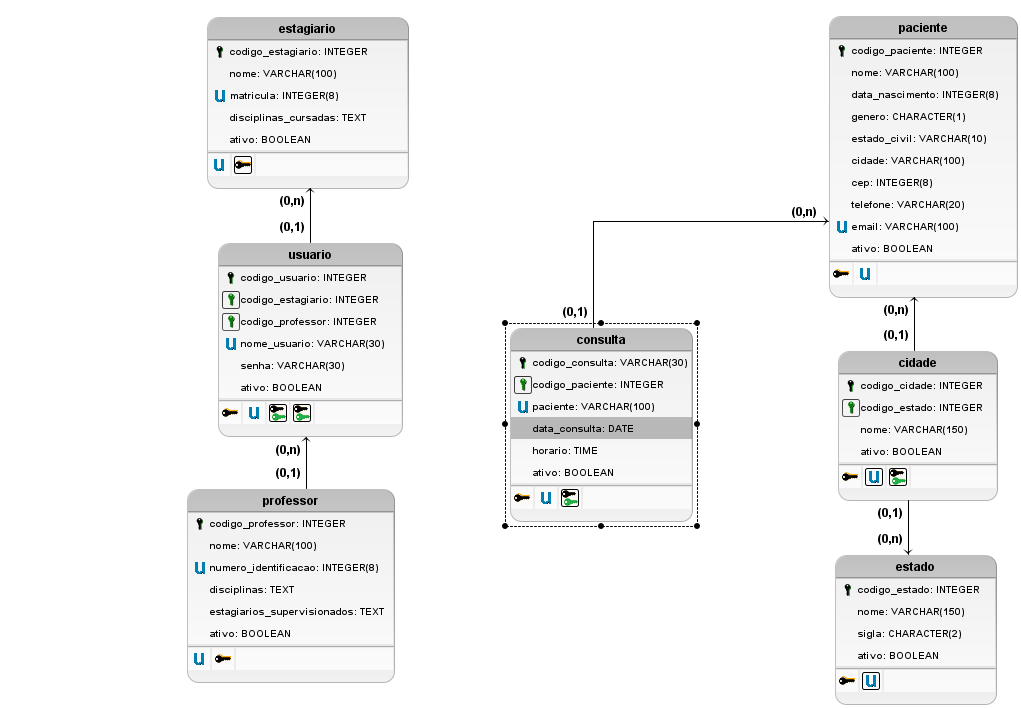 estagiario
codigo_estagiario: INTEGER
nome: VARCHAR(100)
U matricula: INTEGER(8)
disciplinas_cursadas: TEXT
ativo: BOOLEAN
U
(0,n)
(0,1)
usuario
codigo_usuario: INTEGER
codigo_estagiario: INTEGER
codigo_professor: INTEGER
U nome_usuario: VARCHAR(30)
senha: VARCHAR(30)
ativo: BOOLEAN
U
(0,n)
(0,1)
professor
codigo_professor: INTEGER
nome: VARCHAR(100)
U numero_identificacao: INTEGER(8)
disciplinas: TEXT
estagiarios_supervisionados: TEXT
ativo: BOOLEAN
U
(0,n)
(0,1)
consulta
codigo_consulta: VARCHAR(30)
codigo_paciente: INTEGER
U paciente: VARCHAR(100)
data_consulta: DATE
horario: TIME
ativo: BOOLEAN
U
paciente
codigo_paciente: INTEGER
nome: VARCHAR(100)
data_nascimento: INTEGER(8)
genero: CHARACTER(1)
estado_civil: VARCHAR(10)
cidade: VARCHAR(100)
cep: INTEGER(8)
telefone: VARCHAR(20)
U email: VARCHAR(100)
ativo: BOOLEAN
U
(0,n)
(0,1)
cidade
codigo_cidade: INTEGER
codigo_estado: INTEGER
nome: VARCHAR(150)
ativo: BOOLEAN
U
(0,1)
(0,n)
estado
codigo_estado: INTEGER
nome: VARCHAR(150)
sigla: CHARACTER(2)
ativo: BOOLEAN
U